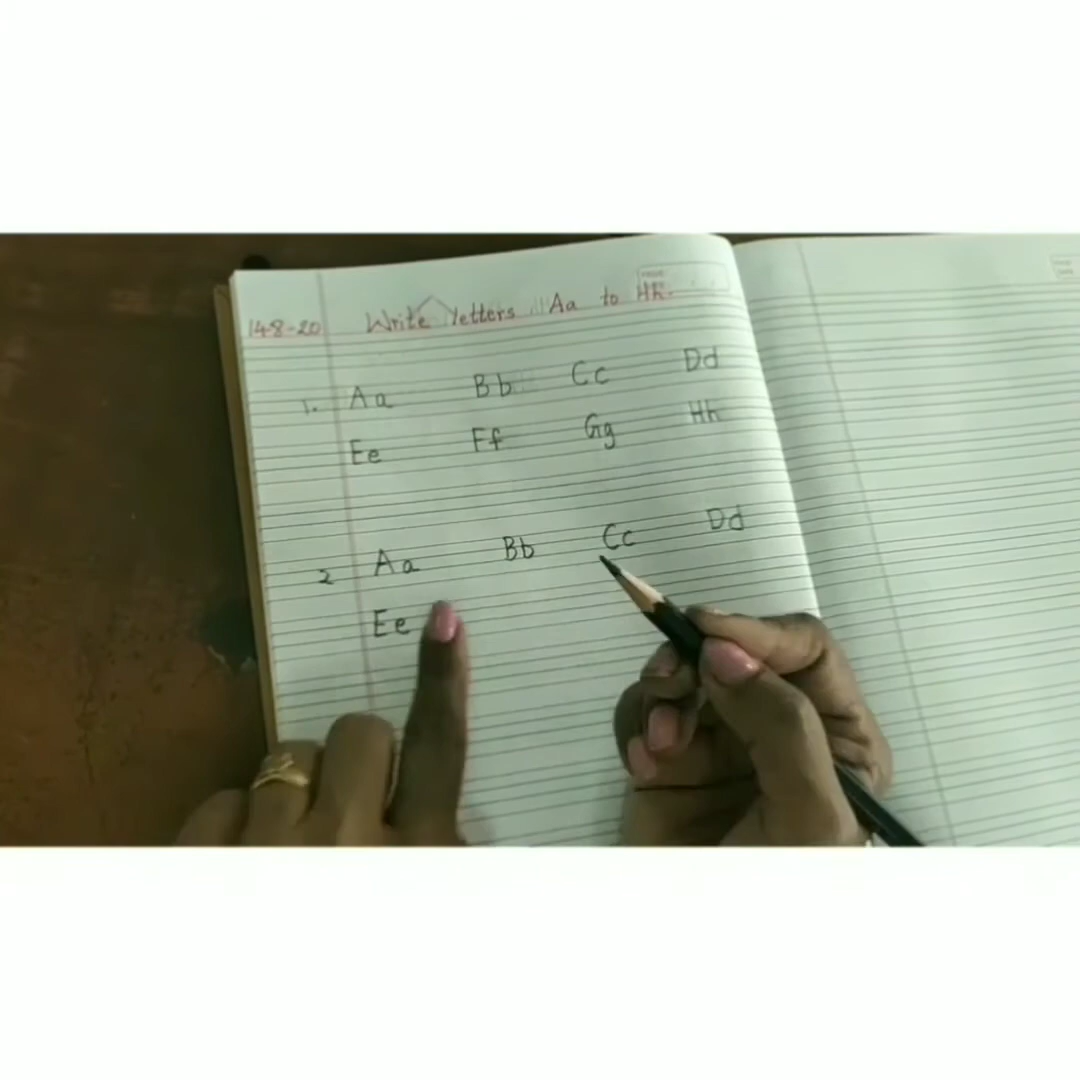 14-8-20 Write letters Aa to Hh.
1. Aa Bb Cc Dd
Ee Ff Gg Hh
2 Aa Bb Cc Dd
Ee